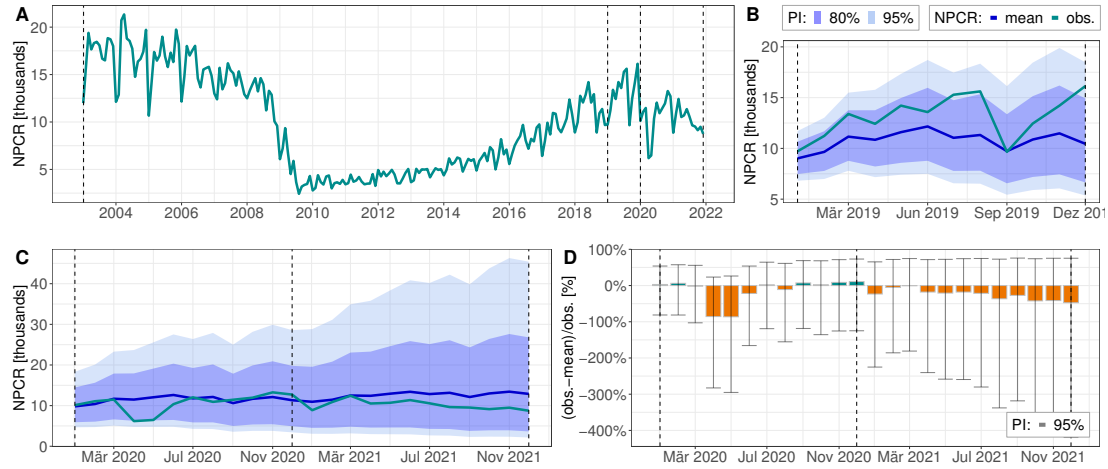 A
NPCR [thousands]
20
15
10
5
2004 2006 2008 2010 2012 2014 2016 2018 2020 2022
PI: 80% 95% NPCR: mean obs.
B
NPCR [thousands]
20
15
10
5
Mär 2019 Jun 2019 Sep 2019 Dez 201
C
NPCR [thousands]
40
30
20
10
0
Mär 2020 Jul 2020 Nov 2020 Mär 2021 Jul 2021 Nov 2021
D
(obs.−mean)/obs. [%]
100%
0%
−100%
−200%
−300%
−400%
PI: 95%
Mär 2020 Jul 2020 Nov 2020 Mär 2021 Jul 2021 Nov 2021